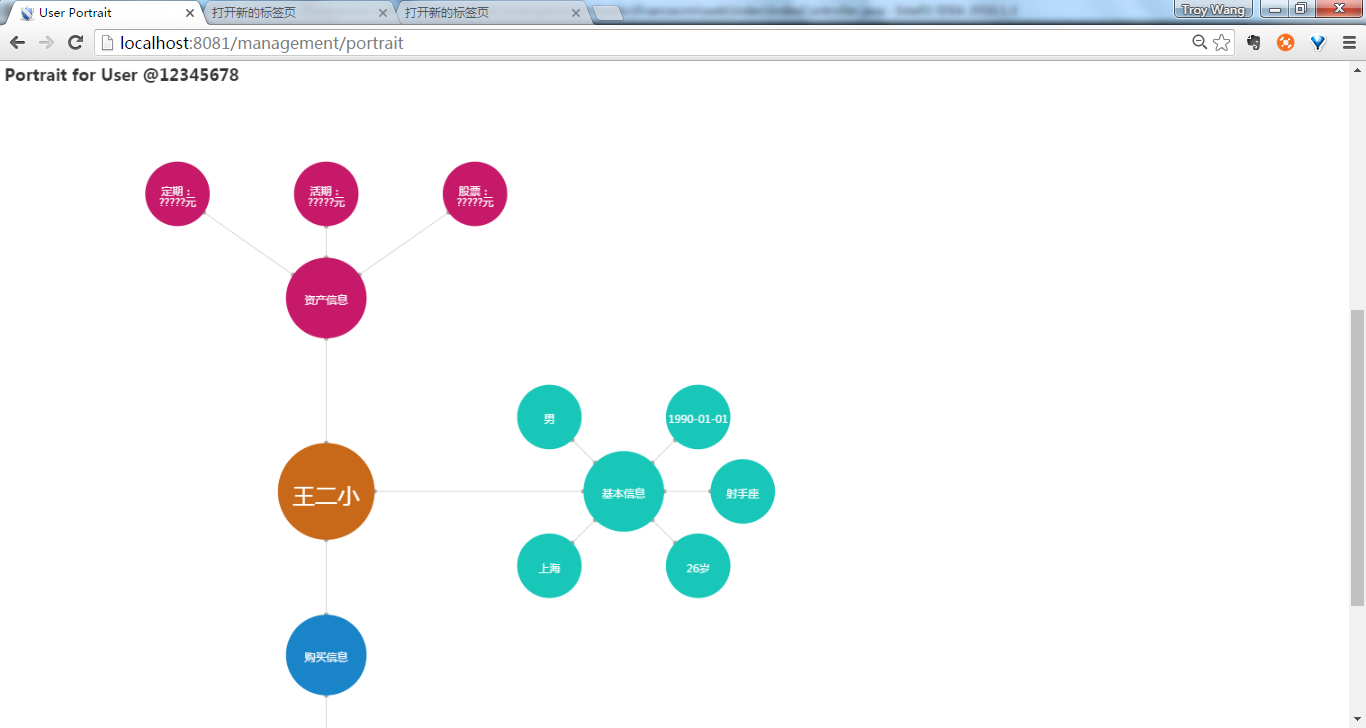 User Portrait
打开新的标签页
打开新的标签页
Troy Wang
localhost:8081/management/portrait
Portrait for User @12345678
定期：
?????元
活期：
?????元
股票：
?????元
资产信息
男
1990-01-01
王二小
基本信息
射手座
上海
26岁
购买信息